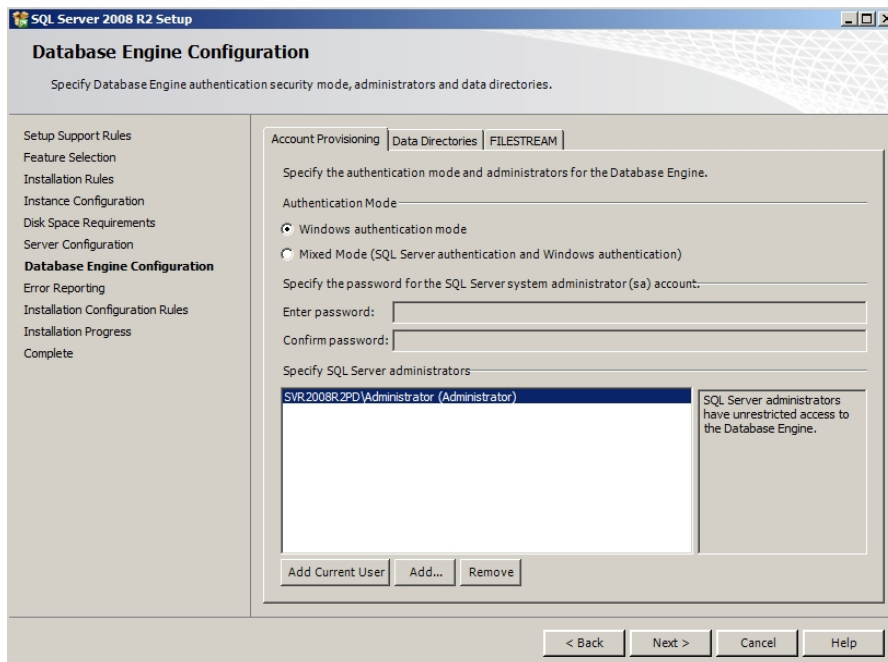 SQL Server 2008 R2 Setup
Database Engine Configuration
Specify Database Engine authentication security mode, administrators and data directories.
Setup Support Rules
Feature Selection
Installation Rules
Instance Configuration
Disk Space Requirements
Server Configuration
Database Engine Configuration
Error Reporting
Installation Configuration Rules
Installation Progress
Complete
Account Provisioning Data Directories FILESTREAM
Specify the authentication mode and administrators for the Database Engine.
Authentication Mode
Windows authentication mode
Mixed Mode (SQL Server authentication and Windows authentication)
Specify the password for the SQL Server system administrator (sa) account.
Enter password:
Confirm password:
Specify SQL Server administrators
SVR2008R2PD\Administrator (Administrator)
SQL Server administrators
have unrestricted access to
the Database Engine.
Add Current User Add... Remove
< Back Next > Cancel Help